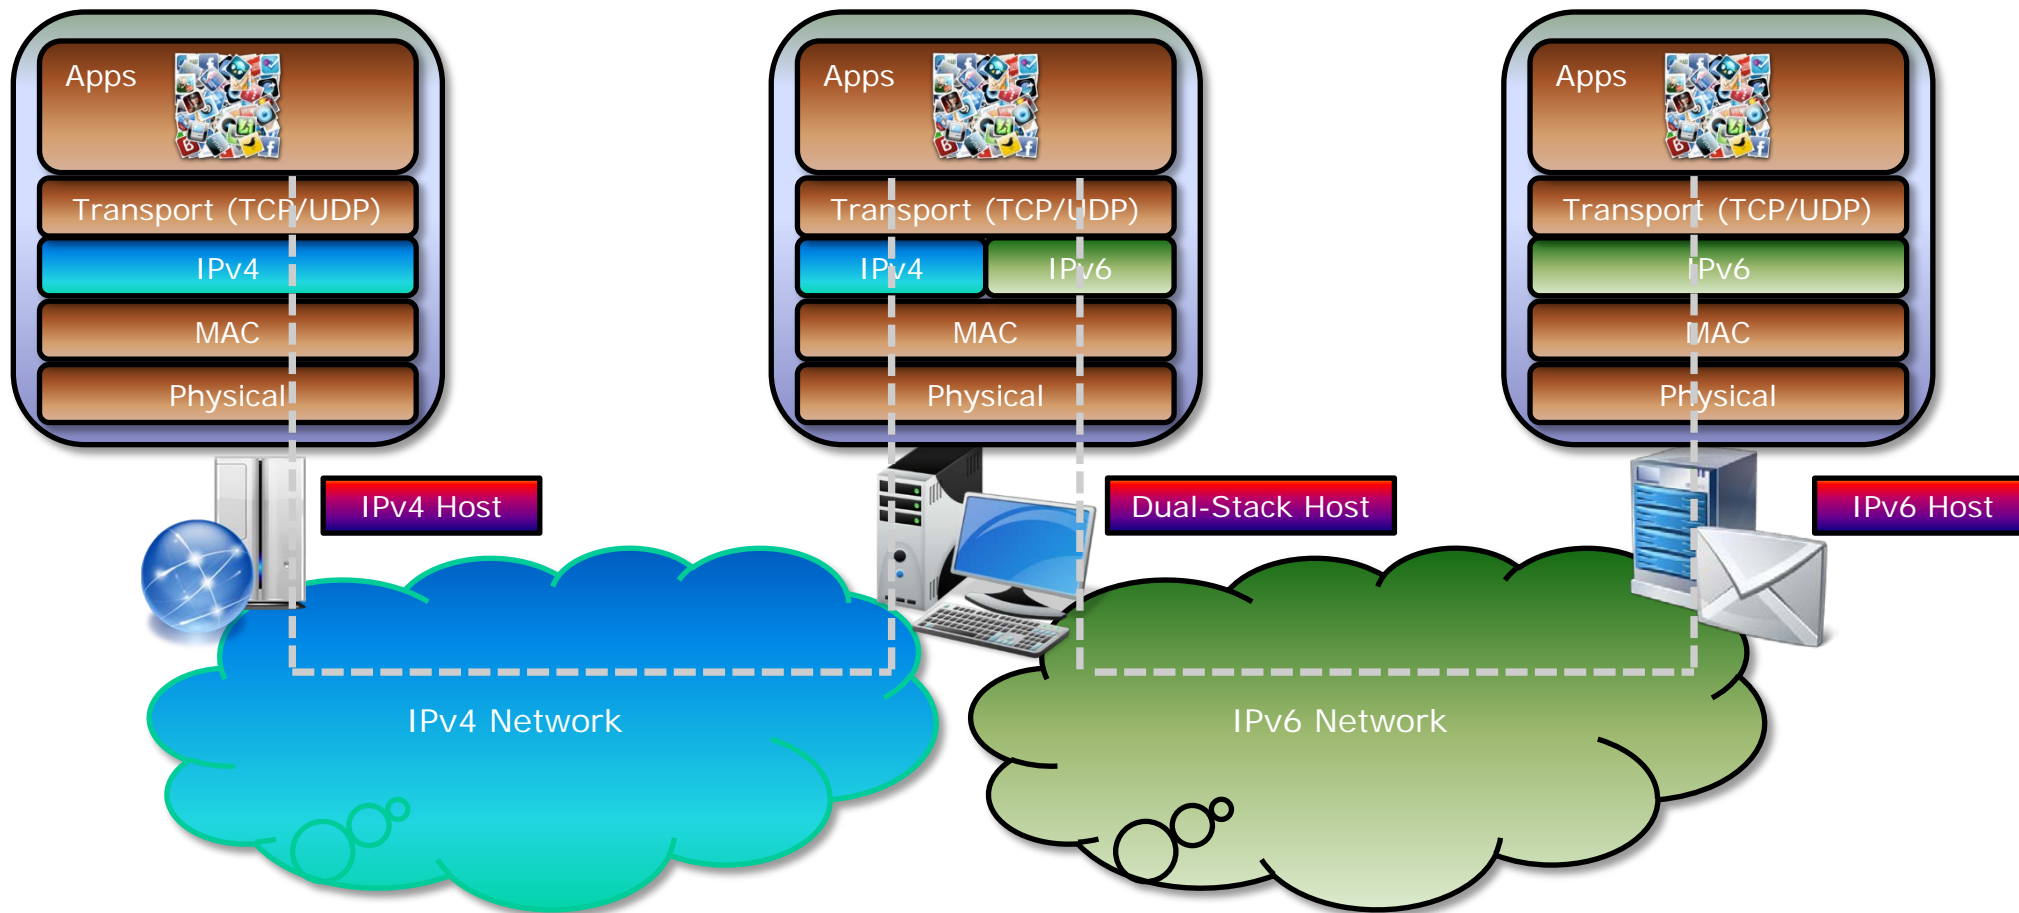 Apps
Transport (TCP/UDP)
IPv4
MAC
Physical
IPv4 Host
Apps
Transport (TCP/UDP)
IPv4 IPv6
MAC
Physical
Dual-Stack Host
Apps
Transport (TCP/UDP)
IPv6
MAC
Physical
IPv6 Host
IPv4 Network
IPv6 Network